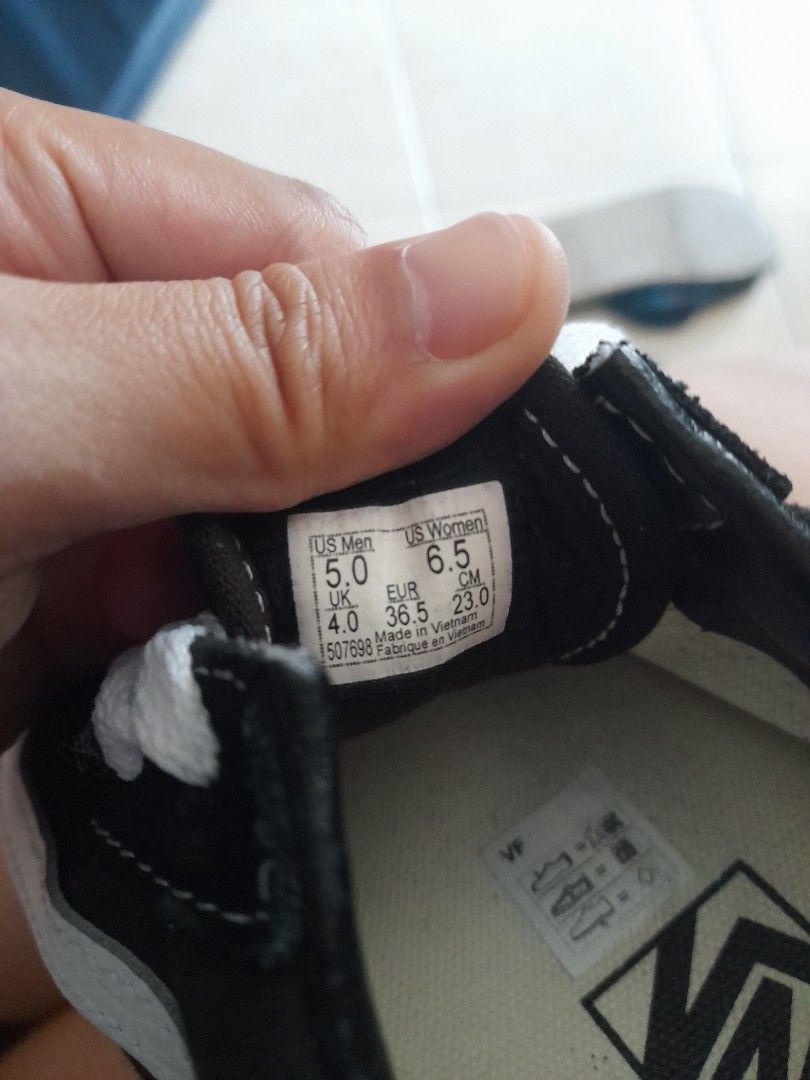 US Men US Women
5.0 6.5
UK EUR CM
4.0 36.5 23.0
507698 Made in Vietnam
Fabrique en Vietnam
VF